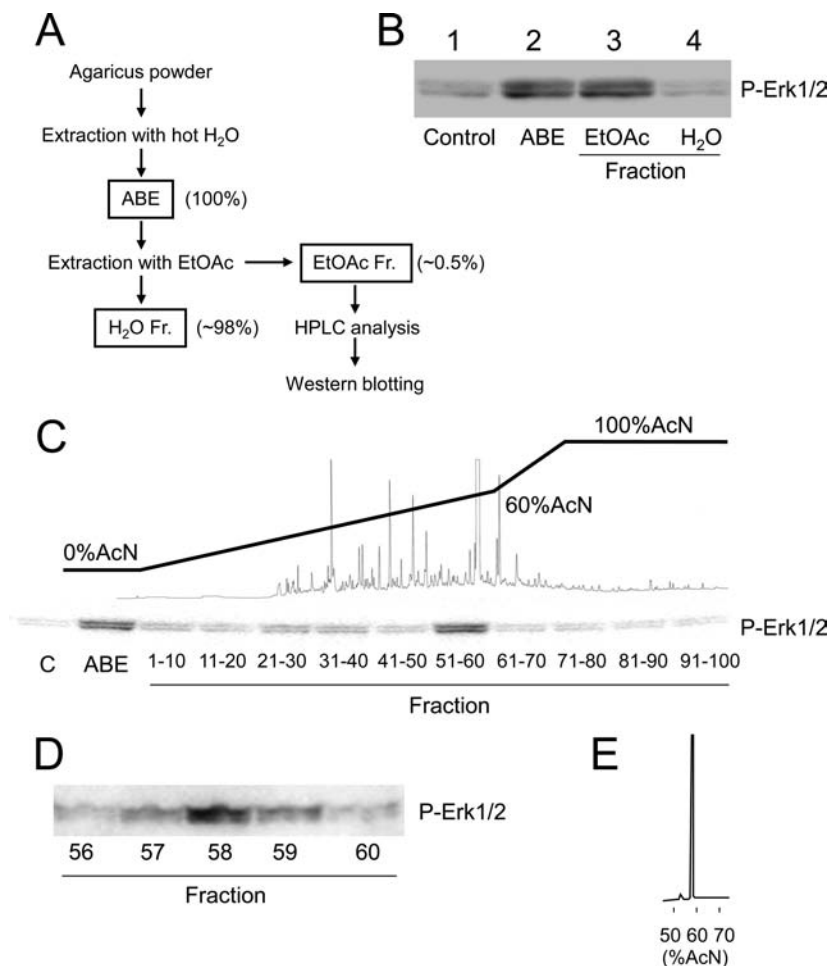 A
Agaricus powder
Extraction with hot H₂O
ABE (100%)
Extraction with EtOAc
EtOAc Fr. (~0.5%)
H₂O Fr. (~98%)
HPLC analysis
Western blotting
B
1 2 3 4
P-Erk1/2
Control ABE EtOAc H₂O
Fraction
C
100%AcN
60%AcN
0%AcN
P-Erk1/2
C ABE 1-10 11-20 21-30 31-40 41-50 51-60 61-70 71-80 81-90 91-100
Fraction
D
P-Erk1/2
56 57 58 59 60
Fraction
E
50 60 70
(%AcN)